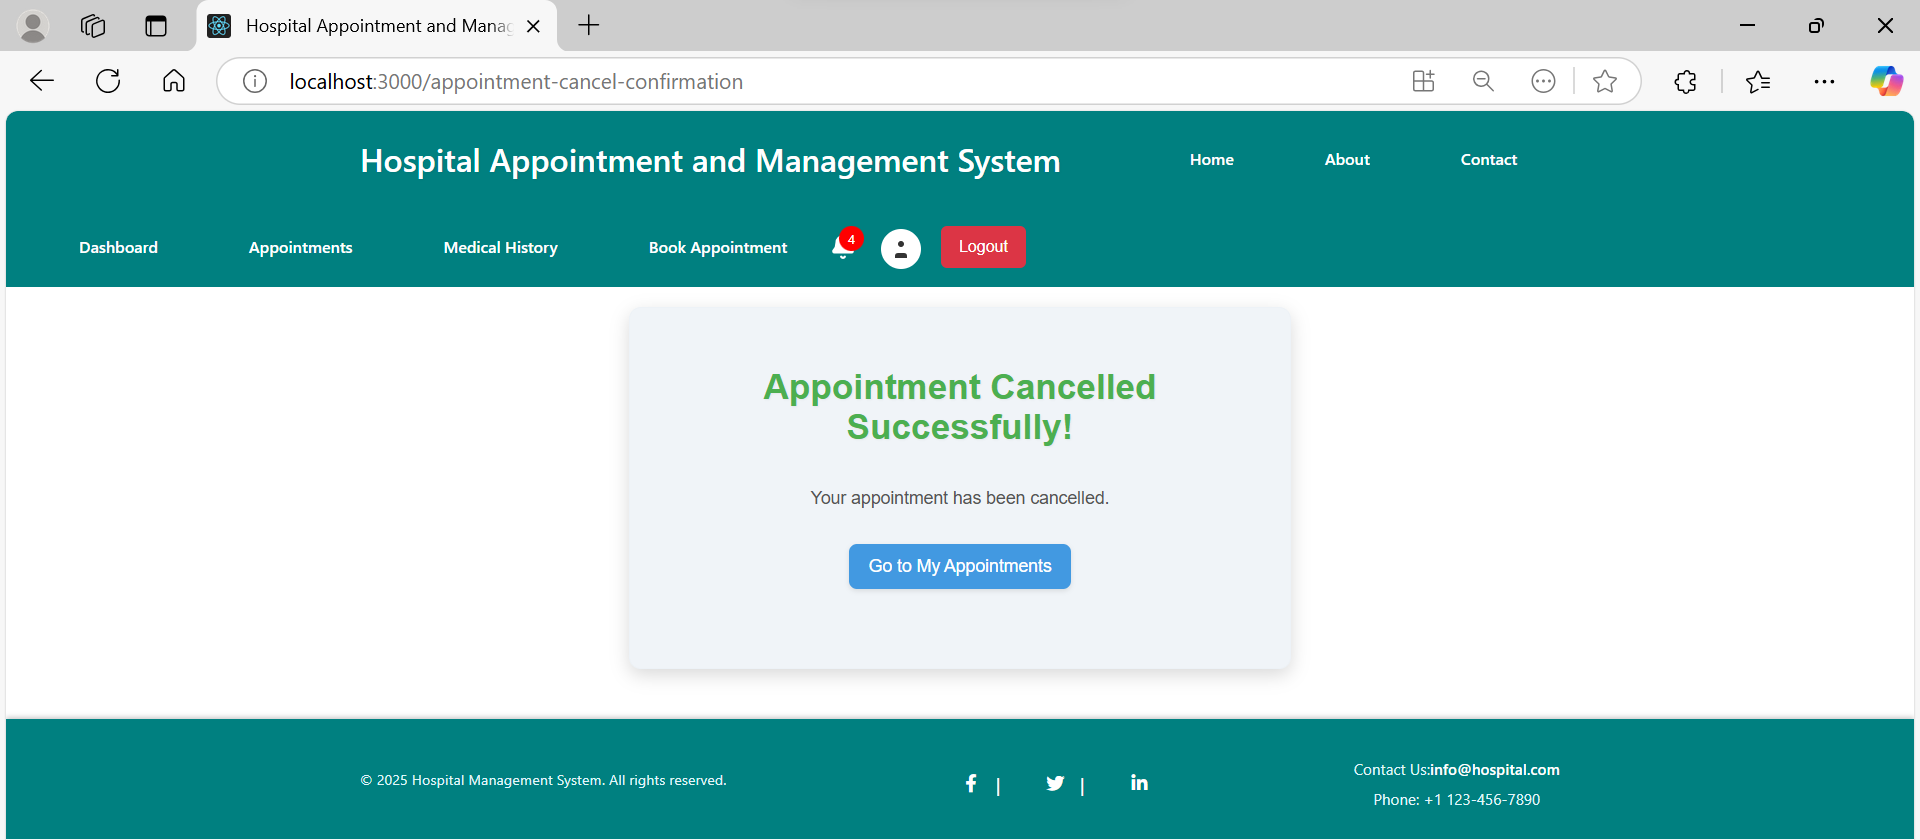 Hospital Appointment and Manag
localhost:3000/appointment-cancel-confirmation
Hospital Appointment and Management System
Home
About
Contact
Dashboard
Appointments
Medical History
Book Appointment
4
Logout
Appointment Cancelled
Successfully!
Your appointment has been cancelled.
Go to My Appointments
© 2025 Hospital Management System. All rights reserved.
|
|
Contact Us:info@hospital.com
Phone: +1 123-456-7890